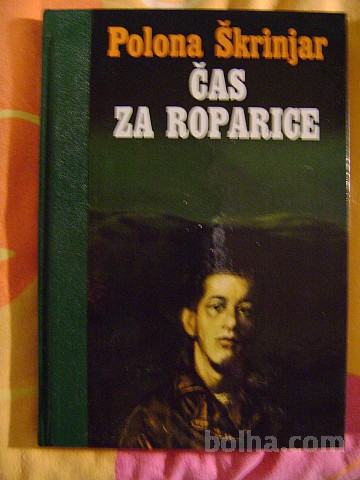 Polona Škrinjar
ČAS
ZA ROPARICE
bolha.com